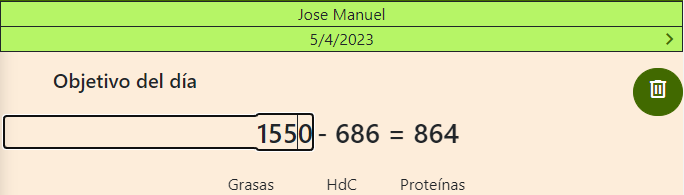 Jose Manuel
5/4/2023
Objetivo del día
1550 - 686 = 864
Grasas HdC Proteínas